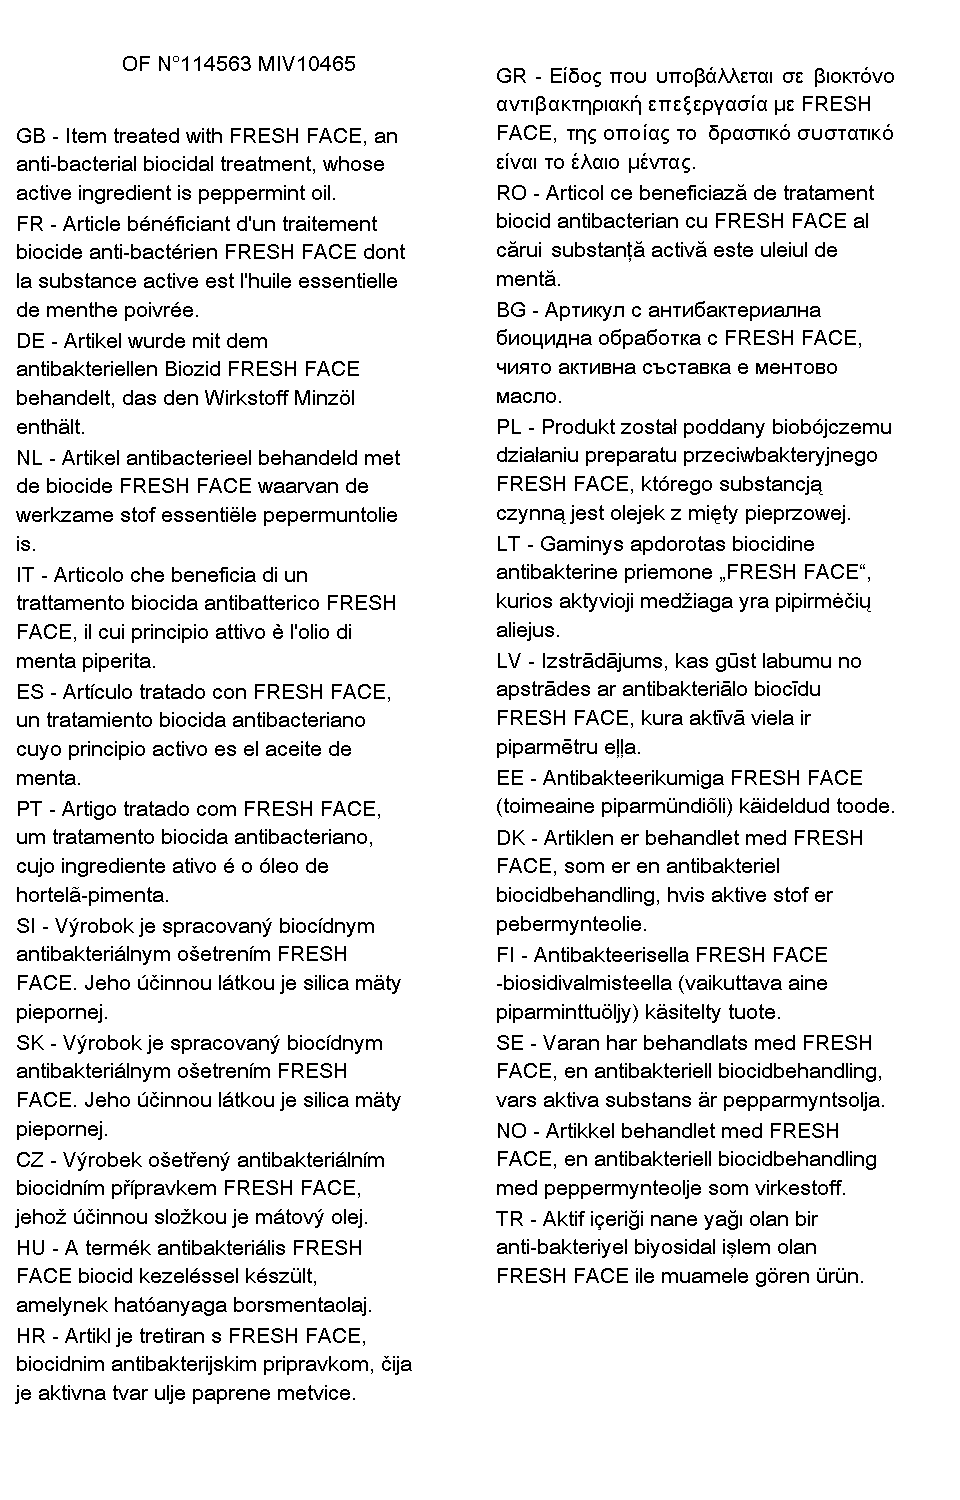 OF N°114563 MIV10465
GB - Item treated with FRESH FACE, an
anti-bacterial biocidal treatment, whose
active ingredient is peppermint oil.
FR - Article bénéficiant d'un traitement
biocide anti-bactérien FRESH FACE dont
la substance active est l'huile essentielle
de menthe poivrée.
DE - Artikel wurde mit dem
antibakteriellen Biozid FRESH FACE
behandelt, das den Wirkstoff Minzöl
enthält.
NL - Artikel antibacterieel behandeld met
de biocide FRESH FACE waarvan de
werkzame stof essentiële pepermuntolie
is.
IT - Articolo che beneficia di un
trattamento biocida antibatterico FRESH
FACE, il cui principio attivo è l'olio di
menta piperita.
ES - Artículo tratado con FRESH FACE,
un tratamiento biocida antibacteriano
cuyo principio activo es el aceite de
menta.
PT - Artigo tratado com FRESH FACE,
um tratamento biocida antibacteriano,
cujo ingrediente ativo é o óleo de
hortelã-pimenta.
SI - Výrobok je spracovaný biocídnym
antibakteriálnym ošetrením FRESH
FACE. Jeho účinnou látkou je silica mäty
piepornej.
SK - Výrobok je spracovaný biocídnym
antibakteriálnym ošetrením FRESH
FACE. Jeho účinnou látkou je silica mäty
piepornej.
CZ - Výrobek ošetřený antibakteriálním
biocidním přípravkem FRESH FACE,
jehož účinnou složkou je mátový olej.
HU - A termék antibakteriális FRESH
FACE biocid kezeléssel készült,
amelynek hatóanyaga borsmentaolaj.
HR - Artikl je tretiran s FRESH FACE,
biocidnim antibakterijskim pripravkom, čija
je aktivna tvar ulje paprene metvice.
GR - Είδος που υποβάλλεται σε βιοκτόνο
αντιβακτηριακή επεξεργασία με FRESH
FACE, της οποίας το δραστικό συστατικό
είναι το έλαιο μέντας.
RO - Articol ce beneficiază de tratament
biocid antibacterian cu FRESH FACE al
cărui substanță activă este uleiul de
mentă.
BG - Артикул с антибактериална
биоцидна обработка с FRESH FACE,
чиято активна съставка е ментово
масло.
PL - Produkt został poddany biobójczemu
działaniu preparatu przeciwbakteryjnego
FRESH FACE, którego substancją
czynną jest olejek z mięty pieprzowej.
LT - Gaminys apdorotas biocidine
antibakterine priemone „FRESH FACE“,
kurios aktyvioji medžiaga yra pipirmėčių
aliejus.
LV - Izstrādājums, kas gūst labumu no
apstrādes ar antibakteriālo biocīdu
FRESH FACE, kura aktīvā viela ir
piparmētru eļļa.
EE - Antibakteerikumiga FRESH FACE
(toimeaine piparmündiõli) käideldud toode.
DK - Artiklen er behandlet med FRESH
FACE, som er en antibakteriel
biocidbehandling, hvis aktive stof er
pebermynteolie.
FI - Antibakteerisella FRESH FACE
-biosidivalmisteella (vaikuttava aine
piparminttuöljy) käsitelty tuote.
SE - Varan har behandlats med FRESH
FACE, en antibakteriell biocidbehandling,
vars aktiva substans är pepparmyntsolja.
NO - Artikkel behandlet med FRESH
FACE, en antibakteriell biocidbehandling
med peppermynteolje som virkestoff.
TR - Aktif içeriği nane yağı olan bir
anti-bakteriyel biyosidal işlem olan
FRESH FACE ile muamele gören ürün.